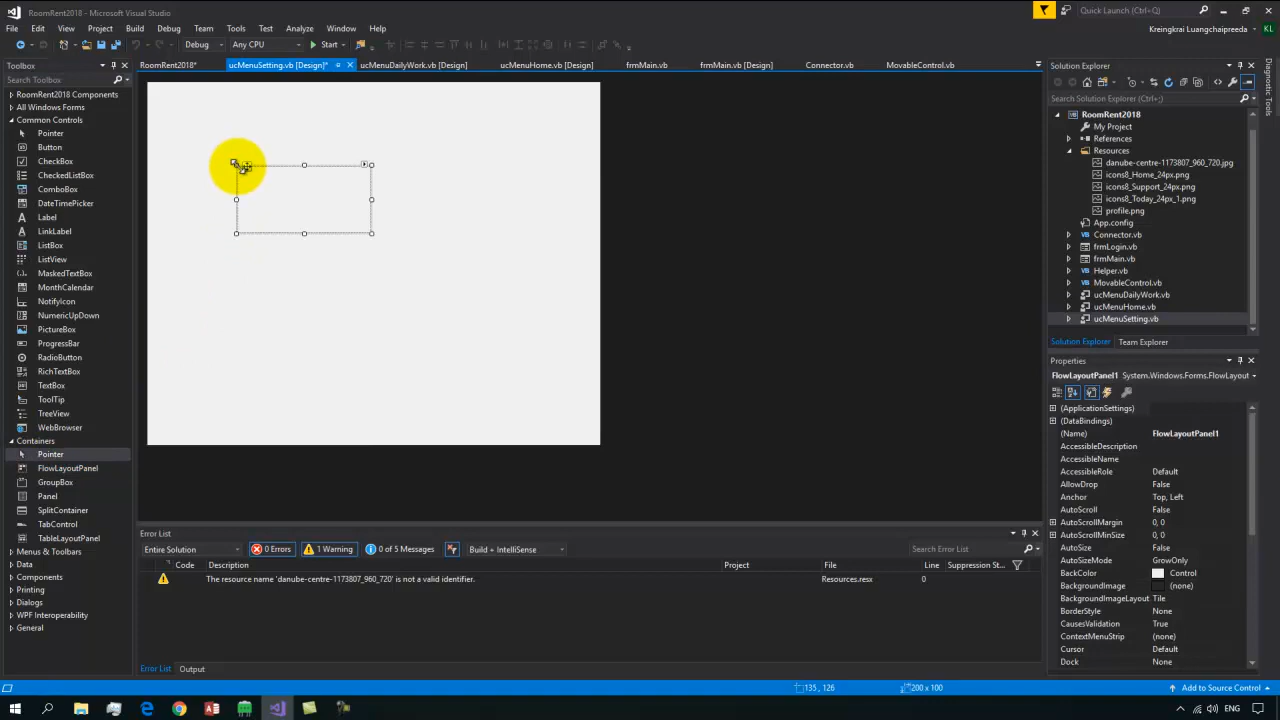 RoomRent2018 - Microsoft Visual Studio
Quick Launch (Ctrl+;)
File Edit View Project Build Debug Team Tools Test Analyze Window Help
Kreingkrai Luangchaipreeda KL
Debug Any CPU Start
Toolbox
RoomRent2018* ucMenuSetting.vb [Design]* ucMenuDailyWork.vb [Design] ucMenuHome.vb [Design] frmMain.vb frmMain.vb [Design] Connector.vb MovableControl.vb
Search Toolbox
RoomRent2018 Components
All Windows Forms
Common Controls
Pointer
Button
CheckBox
CheckedListBox
ComboBox
DateTimePicker
Label
LinkLabel
ListBox
ListView
MaskedTextBox
MonthCalendar
NotifyIcon
NumericUpDown
PictureBox
ProgressBar
RadioButton
RichTextBox
TextBox
ToolTip
TreeView
WebBrowser
Containers
Pointer
FlowLayoutPanel
GroupBox
Panel
SplitContainer
TabControl
TableLayoutPanel
Menus & Toolbars
Data
Components
Printing
Dialogs
WPF Interoperability
General
Solution Explorer
Search Solution Explorer (Ctrl+;)
RoomRent2018
My Project
References
Resources
danube-centre-1173807_960_720.jpg
icons8_Home_24px.png
icons8_Support_24px.png
icons8_Today_24px_1.png
profile.png
App.config
Connector.vb
frmLogin.vb
frmMain.vb
Helper.vb
MovableControl.vb
ucMenuDailyWork.vb
ucMenuHome.vb
ucMenuSetting.vb
Solution Explorer Team Explorer
Diagnostic Tools
Properties
FlowLayoutPanel1 System.Windows.Forms.FlowLayout
(ApplicationSettings)
(DataBindings)
(Name) FlowLayoutPanel1
AccessibleDescription
AccessibleName
AccessibleRole Default
AllowDrop False
Anchor Top, Left
AutoScroll False
AutoScrollMargin 0, 0
AutoScrollMinSize 0, 0
AutoSize False
AutoSizeMode GrowOnly
BackColor Control
BackgroundImage (none)
BackgroundImageLayout Tile
BorderStyle None
CausesValidation True
ContextMenuStrip (none)
Cursor Default
Dock None
Error List
Entire Solution 0 Errors 1 Warning 0 of 5 Messages Build + IntelliSense Search Error List
Code Description Project File Line Suppression St...
The resource name 'danube-centre-1173807_960_720' is not a valid identifier. Resources.resx 0
Error List Output
135 , 126 200 x 100 Add to Source Control
ENG